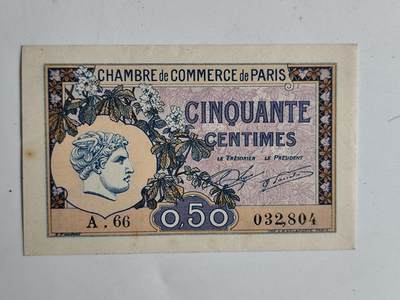 CHAMBRE DE COMMERCE DE PARIS
CINQUANTE
CENTIMES
LE TRÉSORIER LE PRÉSIDENT
A.66 0,50 032,804